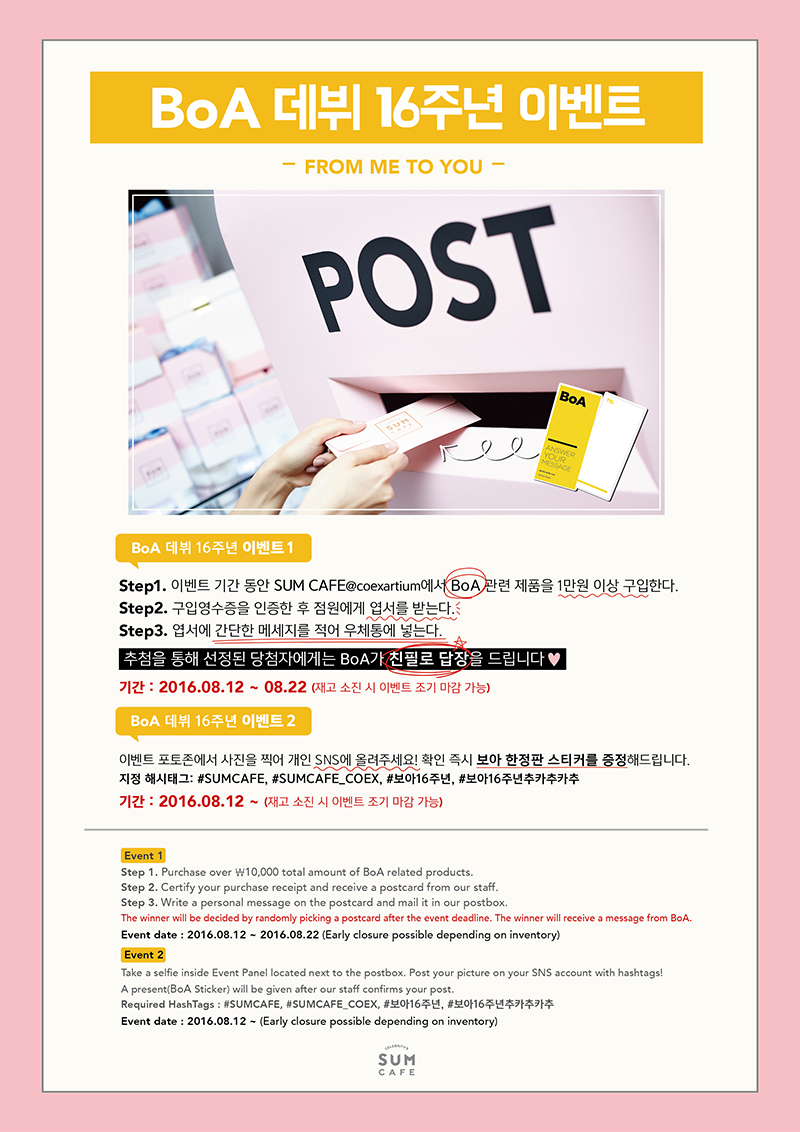 BoA 데뷔 16주년 이벤트
FROM ME TO YOU
POST
SUM
CAFE
BoA
ANSWER
YOUR
MESSAGE
BoA 데뷔 16주년 이벤트 1
Step1. 이벤트 기간 동안 SUM CAFE@coexartium에서 BoA 관련 제품을 1만원 이상 구입한다.
Step2. 구입영수증을 인증한 후 점원에게 엽서를 받는다.
Step3. 엽서에 간단한 메세지를 적어 우체통에 넣는다.
추첨을 통해 선정된 당첨자에게는 BoA가 친필로 답장을 드립니다♥
기간 : 2016.08.12 ~ 08.22 (재고 소진 시 이벤트 조기 마감 가능)
BoA 데뷔 16주년 이벤트 2
이벤트 포토존에서 사진을 찍어 개인 SNS에 올려주세요! 확인 즉시 보아 한정판 스티커를 증정해드립니다.
지정 해시태그: #SUMCAFE, #SUMCAFE_COEX, #보아16주년, #보아16주년추카추카추
기간 : 2016.08.12 ~ (재고 소진 시 이벤트 조기 마감 가능)
Event 1
Step 1. Purchase over ₩10,000 total amount of BoA related products.
Step 2. Certify your purchase receipt and receive a postcard from our staff.
Step 3. Write a personal message on the postcard and mail it in our postbox.
The winner will be decided by randomly picking a postcard after the event deadline. The winner will receive a message from BoA.
Event date : 2016.08.12 ~ 2016.08.22 (Early closure possible depending on inventory)
Event 2
Take a selfie inside Event Panel located next to the postbox. Post your picture on your SNS account with hashtags!
A present(BoA Sticker) will be given after our staff confirms your post.
Required HashTags : #SUMCAFE, #SUMCAFE_COEX, #보아16주년, #보아16주년추카추카추
Event date : 2016.08.12 ~ (Early closure possible depending on inventory)
CELEBRITY'S
SUM
CAFE